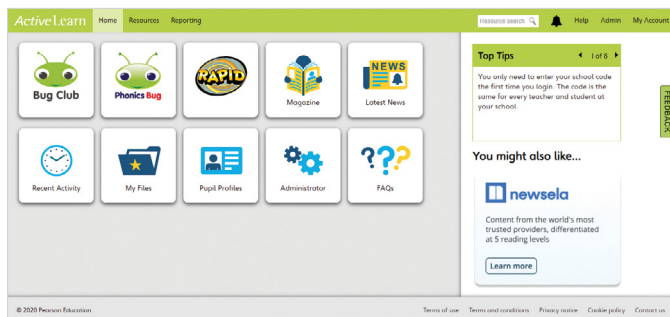 ActiveLearn Home Resources Reporting resource search Help Admin My Account
Bug Club
Phonics Bug
RAPID
Magazine
NEWS
Latest News
Recent Activity
My Files
Pupil Profiles
Administrator
???
FAQs
Top Tips 1 of 8
You only need to enter your school code
the first time you login. The code is the
same for every teacher and student at
your school.
FEEDBACK
You might also like...
newsela
Content from the world's most
trusted providers, differentiated
at 5 reading levels
Learn more
© 2020 Pearson Education Terms of use Terms and conditions Privacy notice Cookie policy Contact us